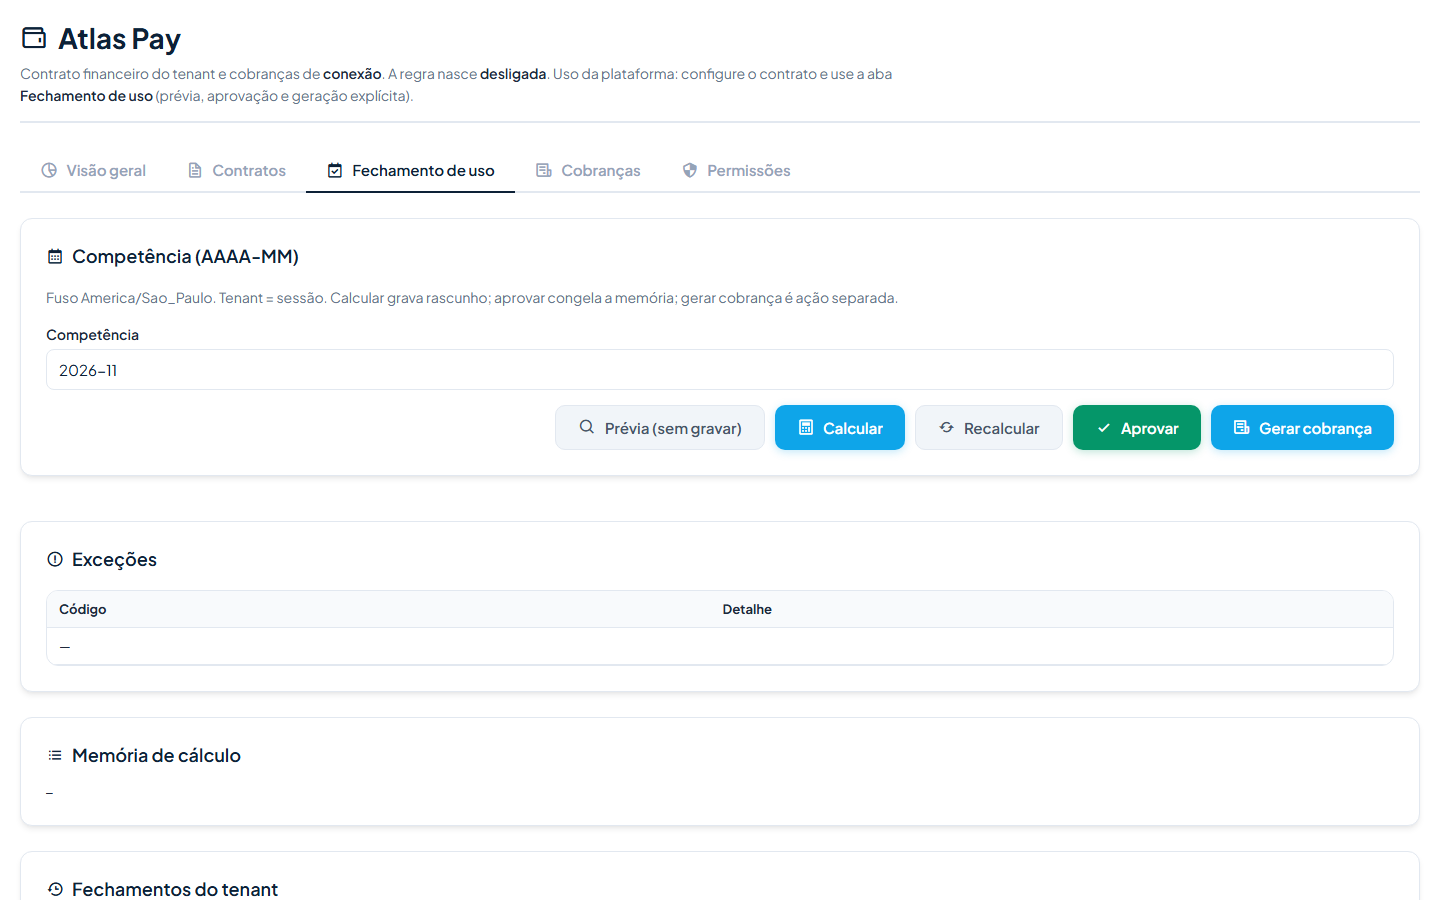 Atlas Pay
Contrato financeiro do tenant e cobranças de conexão. A regra nasce desligada. Uso da plataforma: configure o contrato e use a aba
Fechamento de uso (prévia, aprovação e geração explícita).
Visão geral
Contratos
Fechamento de uso
Cobranças
Permissões
Competência (AAAA-MM)
Fuso America/Sao_Paulo. Tenant = sessão. Calcular grava rascunho; aprovar congela a memória; gerar cobrança é ação separada.
Competência
2026-11
Prévia (sem gravar)
Calcular
Recalcular
Aprovar
Gerar cobrança
Exceções
Código Detalhe
—
Memória de cálculo
–
Fechamentos do tenant